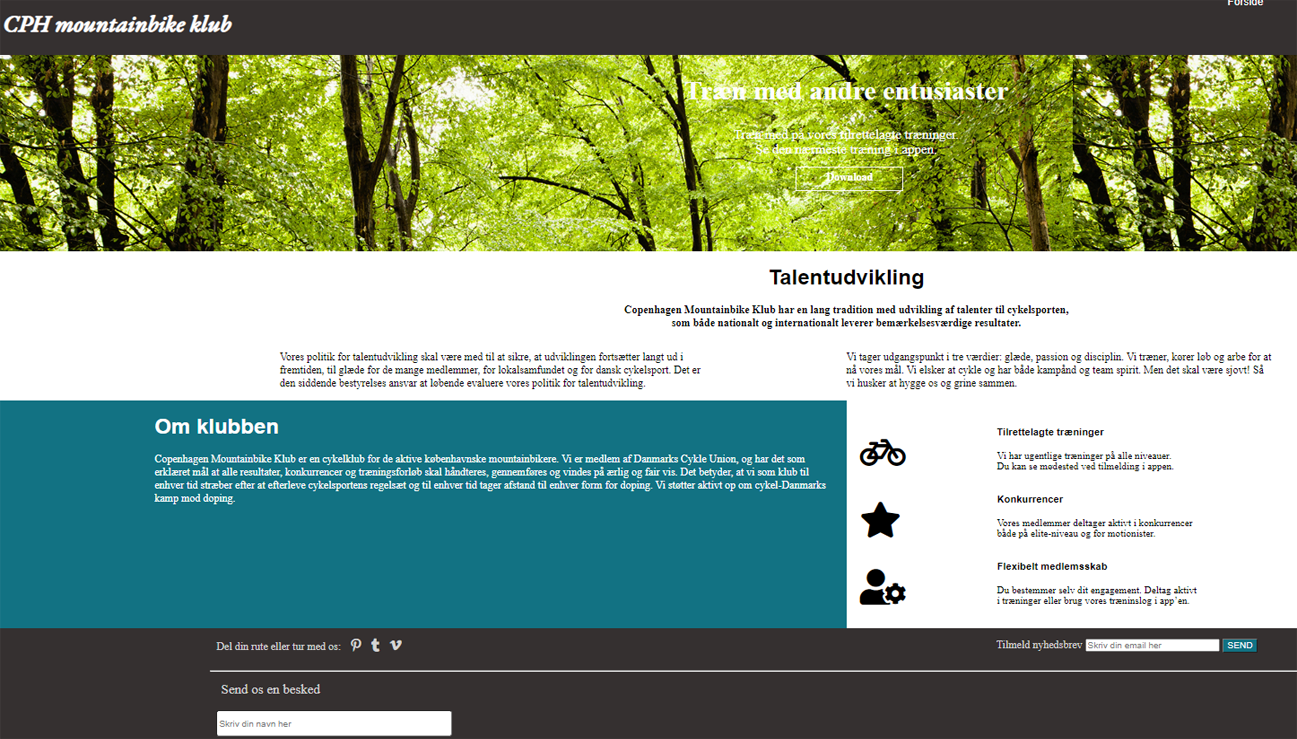 Forside
CPH mountainbike klub
Træn med andre entusiaster
Træn med på vores tilrettelagte træninger.
Se den nærmeste træning i appen.
Download
Talentudvikling
Copenhagen Mountainbike Klub har en lang tradition med udvikling af talenter til cykelsporten,
som både nationalt og internationalt leverer bemærkelsesværdige resultater.
Vores politik for talentudvikling skal være med til at sikre, at udviklingen fortsætter langt ud i
fremtiden, til glæde for de mange medlemmer, for lokalsamfundet og for dansk cykelsport. Det er
den siddende bestyrelses ansvar at løbende evaluere vores politik for talentudvikling.
Vi tager udgangspunkt i tre værdier: glæde, passion og disciplin. Vi træner, kører løb og arbe for at
nå vores mål. Vi elsker at cykle og har både kampånd og team spirit. Men det skal være sjovt! Så
vi husker at hygge os og grine sammen.
Om klubben
Copenhagen Mountainbike Klub er en cykelklub for de aktive københavnske mountainbikere. Vi er medlem af Danmarks Cykle Union, og har det som
erklæret mål at alle resultater, konkurrencer og træningsforløb skal håndteres, gennemføres og vindes på ærlig og fair vis. Det betyder, at vi som klub til
enhver tid stræber efter at efterleve cykelsportens regelsæt og til enhver tid tager afstand til enhver form for doping. Vi støtter aktivt op om cykel-Danmarks
kamp mod doping.
Tilrettelagte træninger
Vi har ugentlige træninger på alle niveauer.
Du kan se mødested ved tilmelding i appen.
Konkurrencer
Vores medlemmer deltager aktivt i konkurrencer
både på elite-niveau og for motionister.
Flexibelt medlemsskab
Du bestemmer selv dit engagement. Deltag aktivt
i træninger eller brug vores træninslog i app'en.
Del din rute eller tur med os:
Tilmeld nyhedsbrev Skriv din email her SEND
Send os en besked
Skriv din navn her